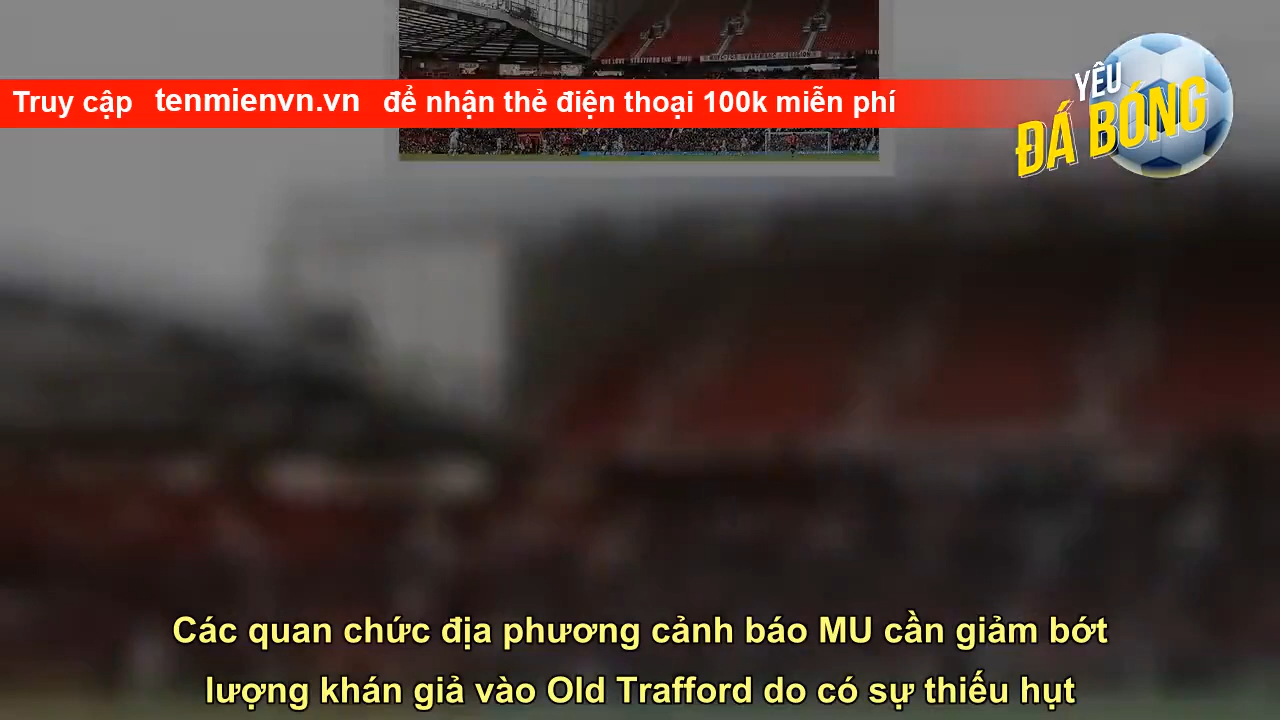 Truy cập tenmienvn.vn để nhận thẻ điện thoại 100k miễn phí
YÊU
ĐÁ BÓNG
Các quan chức địa phương cảnh báo MU cần giảm bớt
lượng khán giả vào Old Trafford do có sự thiếu hụt